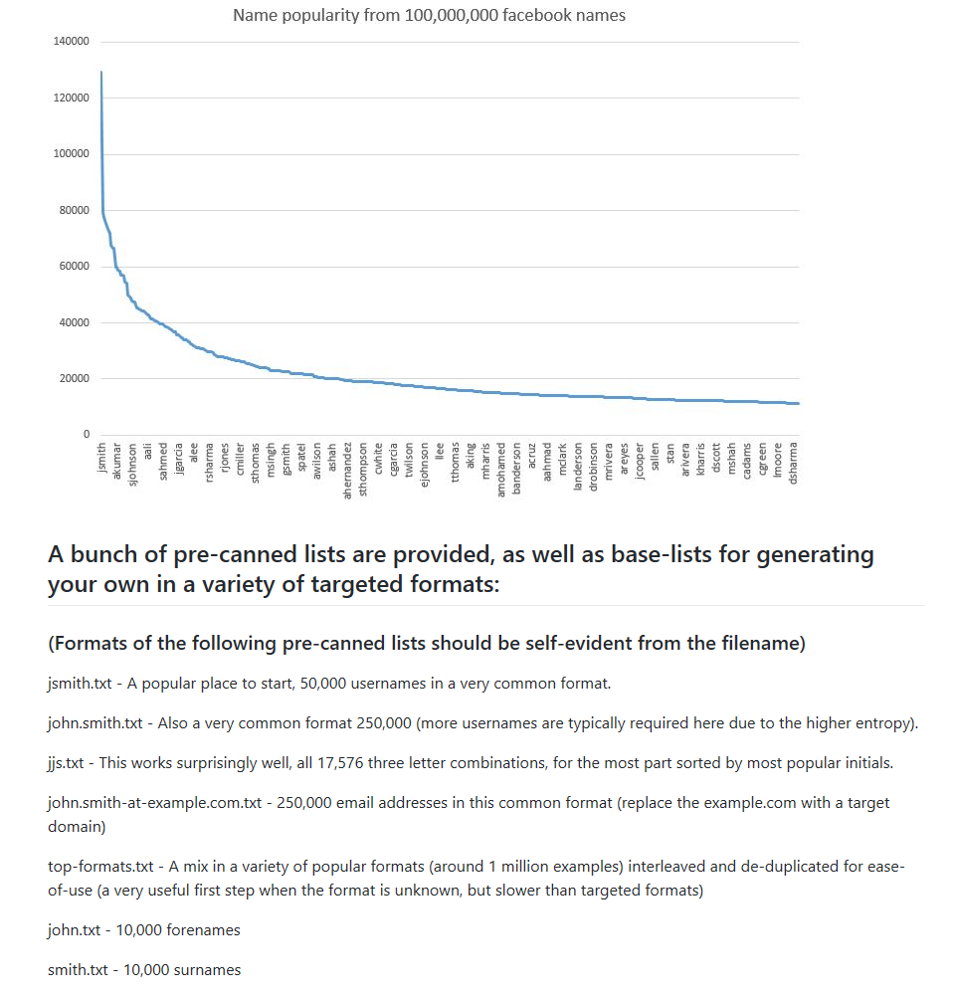 Name popularity from 100,000,000 facebook names
140000
120000
100000
80000
60000
40000
20000
0
jsmith
akumar
sjohnson
aali
sahmed
jgarcia
alee
rsharma
rjones
cmiller
sthomas
msingh
gsmith
spatel
awilson
ashah
ahernandez
sthompson
cwhite
cgarcia
twilson
ejohnson
llee
tthomas
aking
mharris
amohamed
banderson
acruz
aahmad
mclark
landerson
drobinson
mrivera
areyes
jcooper
sallen
stan
arivera
kharris
dscott
mshah
cadams
cgreen
lmoore
dsharma
A bunch of pre-canned lists are provided, as well as base-lists for generating
your own in a variety of targeted formats:
(Formats of the following pre-canned lists should be self-evident from the filename)
jsmith.txt - A popular place to start, 50,000 usernames in a very common format.
john.smith.txt - Also a very common format 250,000 (more usernames are typically required here due to the higher entropy).
jjs.txt - This works surprisingly well, all 17,576 three letter combinations, for the most part sorted by most popular initials.
john.smith-at-example.com.txt - 250,000 email addresses in this common format (replace the example.com with a target
domain)
top-formats.txt - A mix in a variety of popular formats (around 1 million examples) interleaved and de-duplicated for ease-
of-use (a very useful first step when the format is unknown, but slower than targeted formats)
john.txt - 10,000 forenames
smith.txt - 10,000 surnames